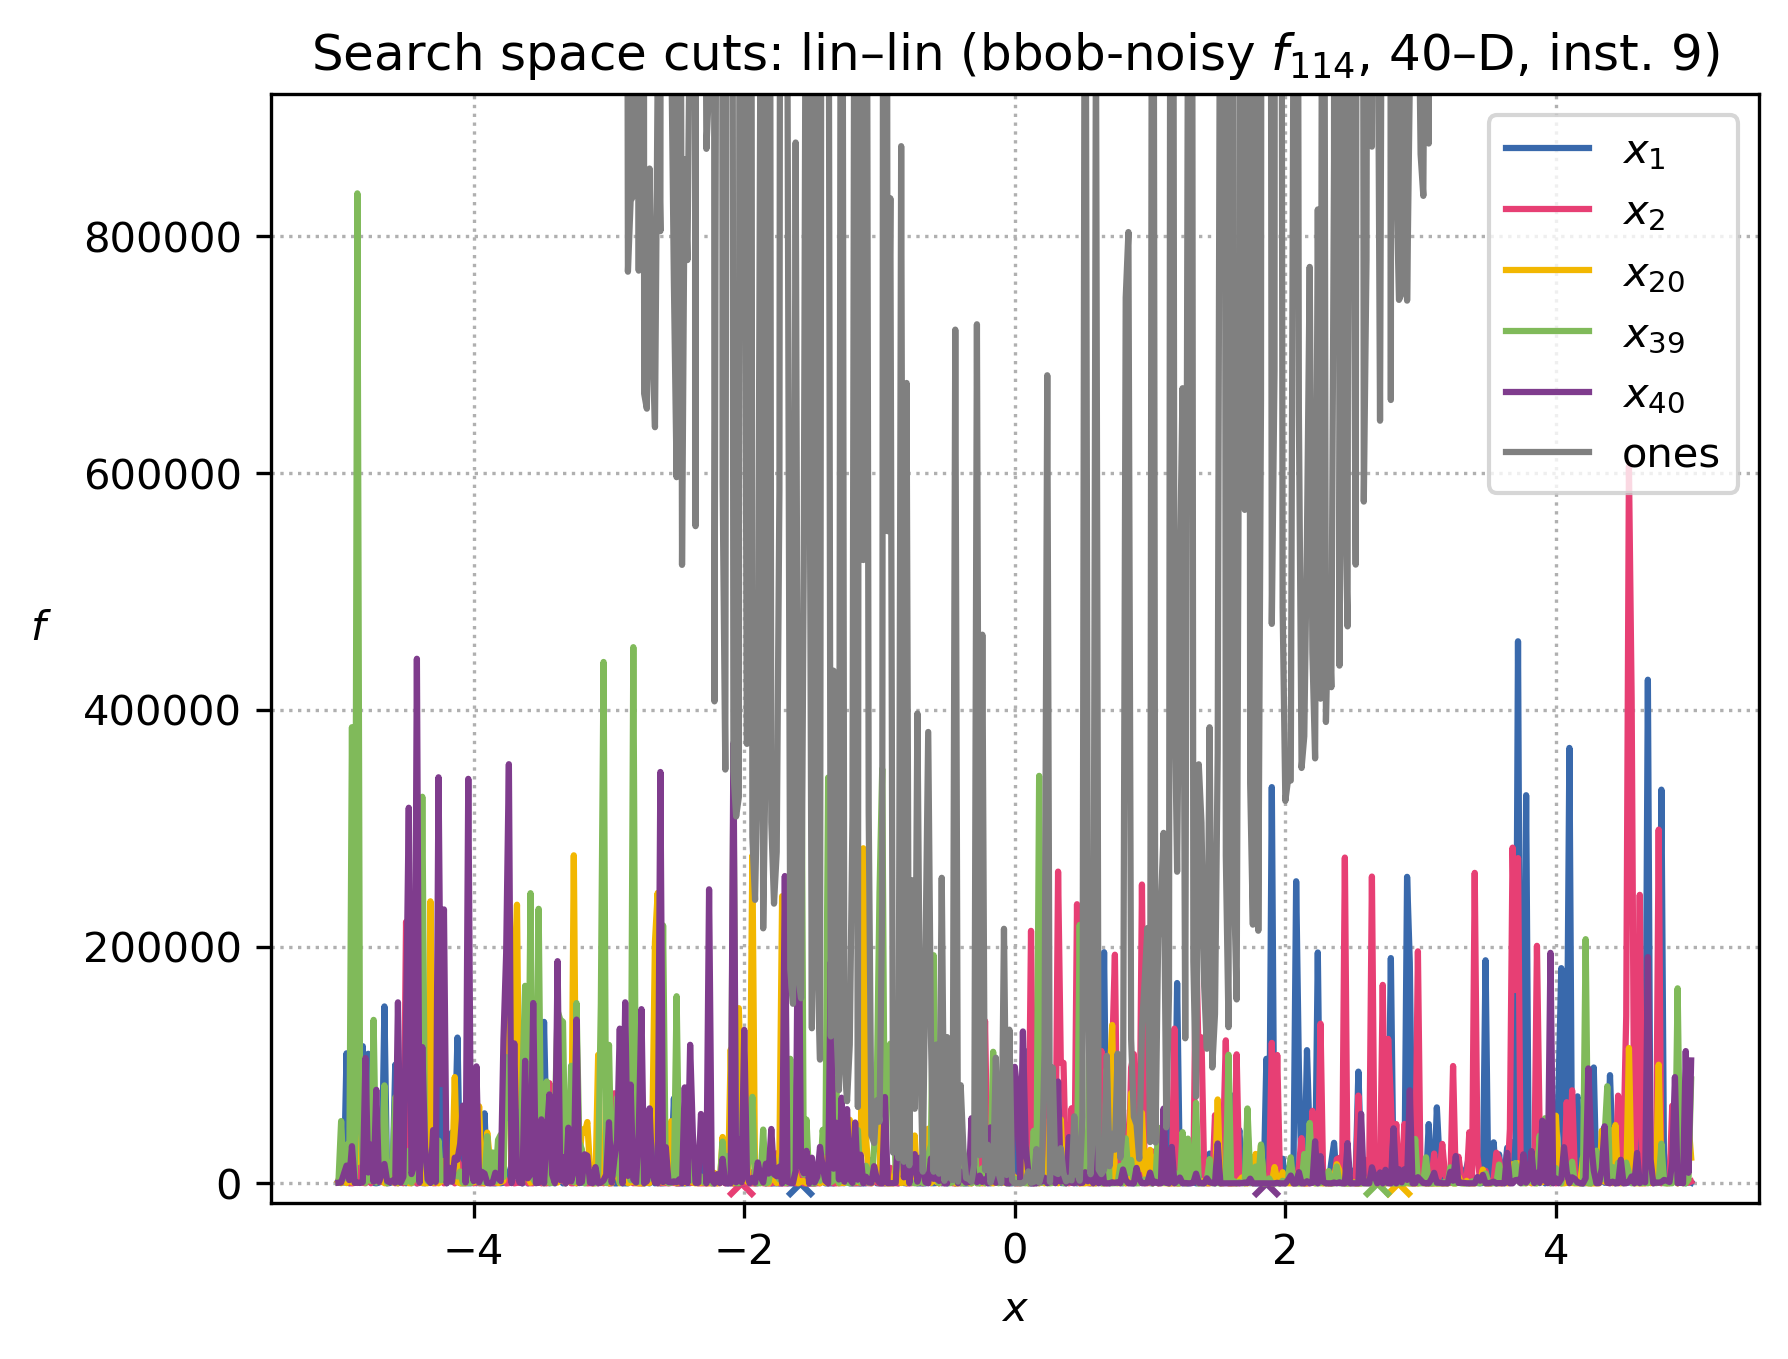 Search space cuts: lin–lin (bbob-noisy f₁₁₄, 40–D, inst. 9)
x₁
x₂
x₂₀
x₃₉
x₄₀
ones
800000
600000
400000
200000
0
f
−4
−2
0
2
4
x